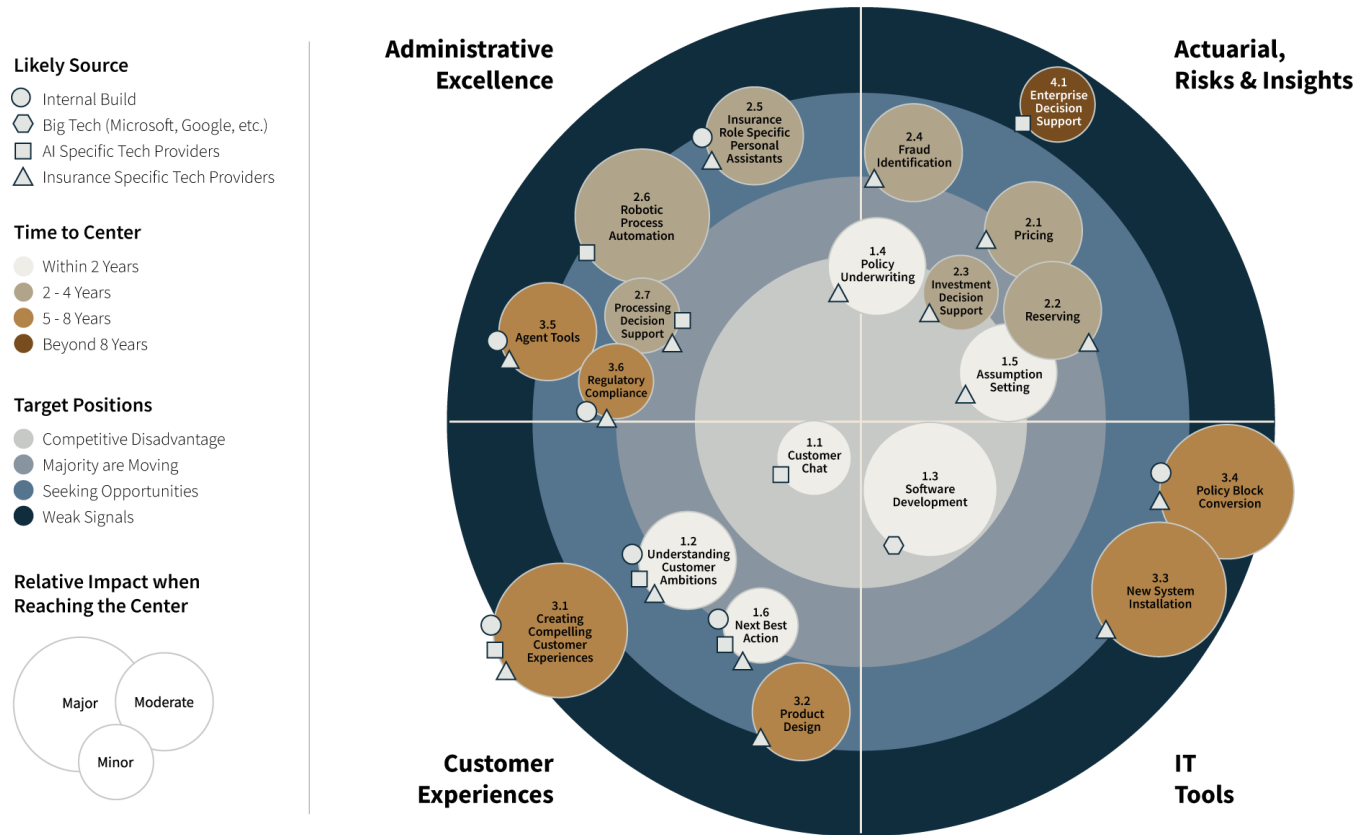 Likely Source
Internal Build
Big Tech (Microsoft, Google, etc.)
AI Specific Tech Providers
Insurance Specific Tech Providers
Time to Center
Within 2 Years
2 - 4 Years
5 - 8 Years
Beyond 8 Years
Target Positions
Competitive Disadvantage
Majority are Moving
Seeking Opportunities
Weak Signals
Relative Impact when
Reaching the Center
Major
Moderate
Minor
Administrative
Excellence
2.5
Insurance
Role Specific
Personal
Assistants
2.6
Robotic
Process
Automation
2.7
Processing
Decision
Support
3.5
Agent Tools
3.6
Regulatory
Compliance
Actuarial,
Risks & Insights
4.1
Enterprise
Decision
Support
2.4
Fraud
Identification
2.1
Pricing
1.4
Policy
Underwriting
2.3
Investment
Decision
Support
2.2
Reserving
1.5
Assumption
Setting
1.1
Customer
Chat
1.2
Understanding
Customer
Ambitions
1.6
Next Best
Action
3.1
Creating
Compelling
Customer
Experiences
3.2
Product
Design
Customer
Experiences
1.3
Software
Development
3.4
Policy Block
Conversion
3.3
New System
Installation
IT
Tools